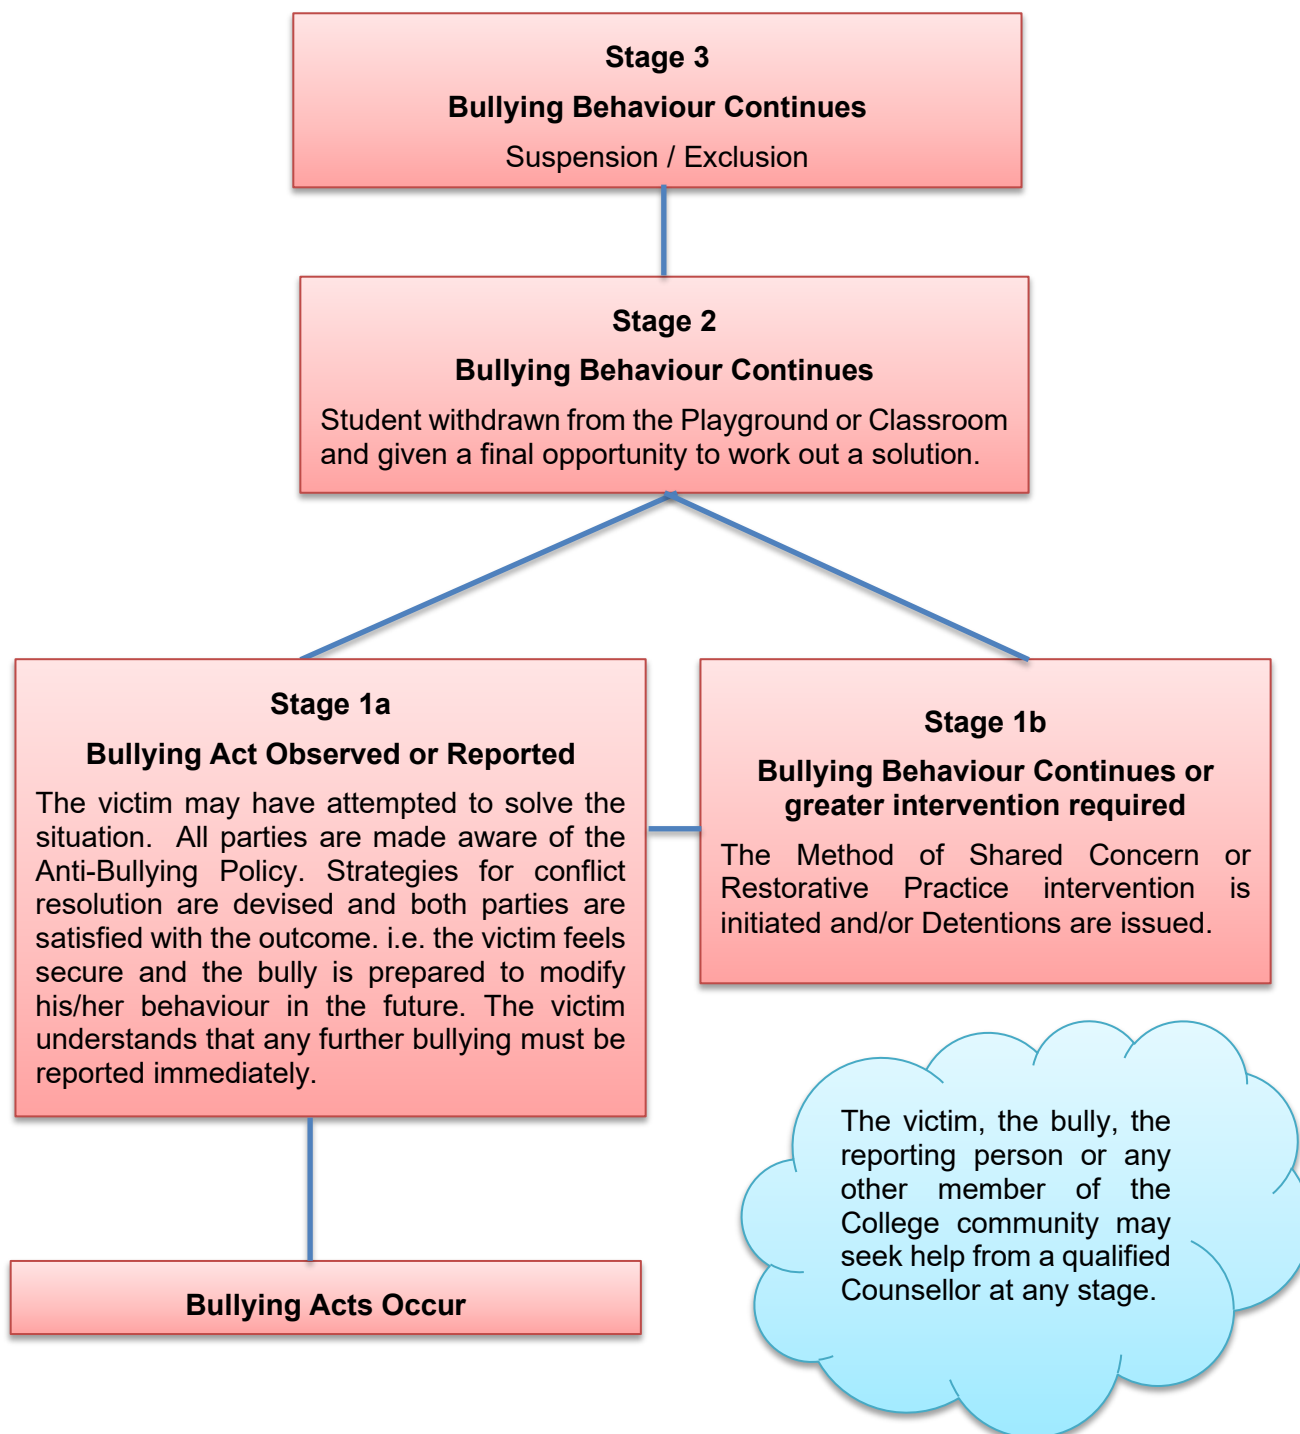 Stage 3
Bullying Behaviour Continues
Suspension / Exclusion
Stage 2
Bullying Behaviour Continues
Student withdrawn from the Playground or Classroom
and given a final opportunity to work out a solution.
Stage 1a
Bullying Act Observed or Reported
The victim may have attempted to solve the
situation. All parties are made aware of the
Anti-Bullying Policy. Strategies for conflict
resolution are devised and both parties are
satisfied with the outcome. i.e. the victim feels
secure and the bully is prepared to modify
his/her behaviour in the future. The victim
understands that any further bullying must be
reported immediately.
Stage 1b
Bullying Behaviour Continues or
greater intervention required
The Method of Shared Concern or
Restorative Practice intervention is
initiated and/or Detentions are issued.
The victim, the bully, the
reporting person or any
other member of the
College community may
seek help from a qualified
Counsellor at any stage.
Bullying Acts Occur